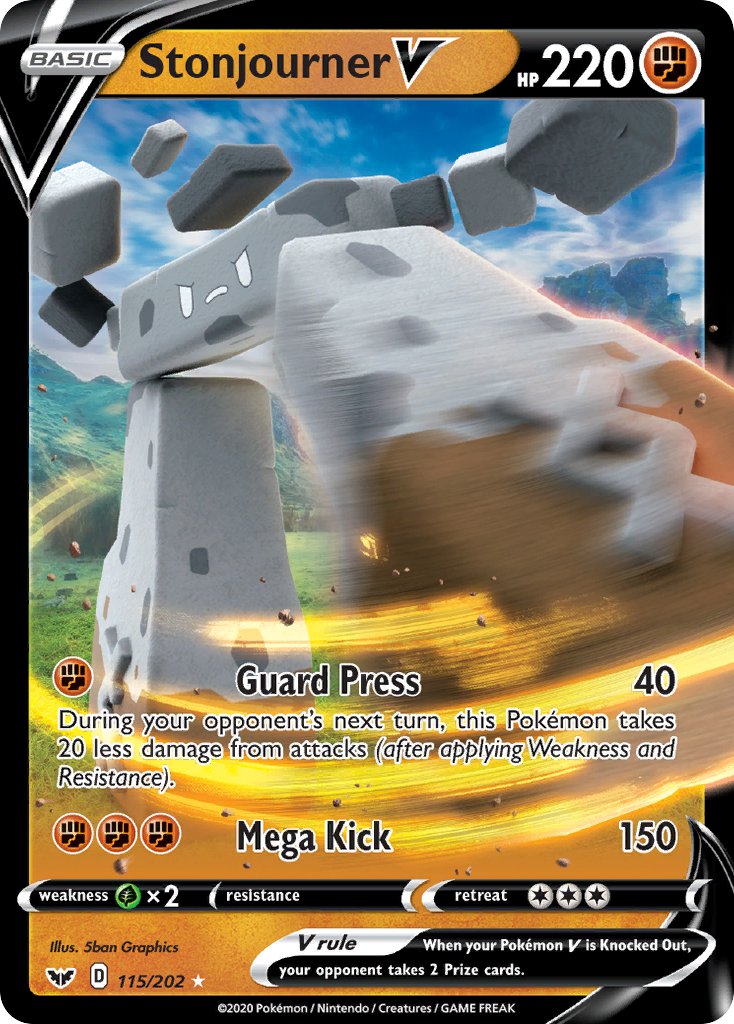 BASIC
Stonjourner V
HP 220
Guard Press 40
During your opponent's next turn, this Pokémon takes
20 less damage from attacks (after applying Weakness and
Resistance).
Mega Kick 150
weakness ×2 resistance retreat
Illus. 5ban Graphics
V rule When your Pokémon V is Knocked Out,
your opponent takes 2 Prize cards.
D 115/202
©2020 Pokémon / Nintendo / Creatures / GAME FREAK